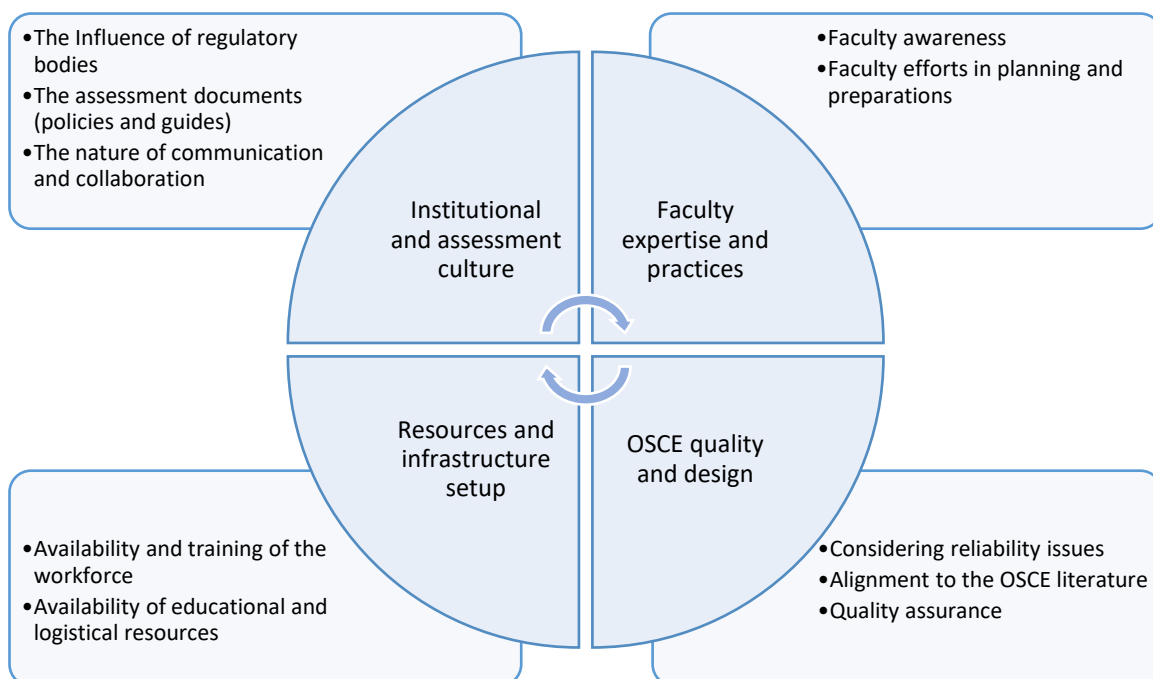 •The Influence of regulatory
bodies
•The assessment documents
(policies and guides)
•The nature of communication
and collaboration
•Faculty awareness
•Faculty efforts in planning and
preparations
Institutional
and assessment
culture
Faculty
expertise and
practices
Resources and
infrastructure
setup
OSCE quality
and design
•Availability and training of the
workforce
•Availability of educational and
logistical resources
•Considering reliability issues
•Alignment to the OSCE literature
•Quality assurance